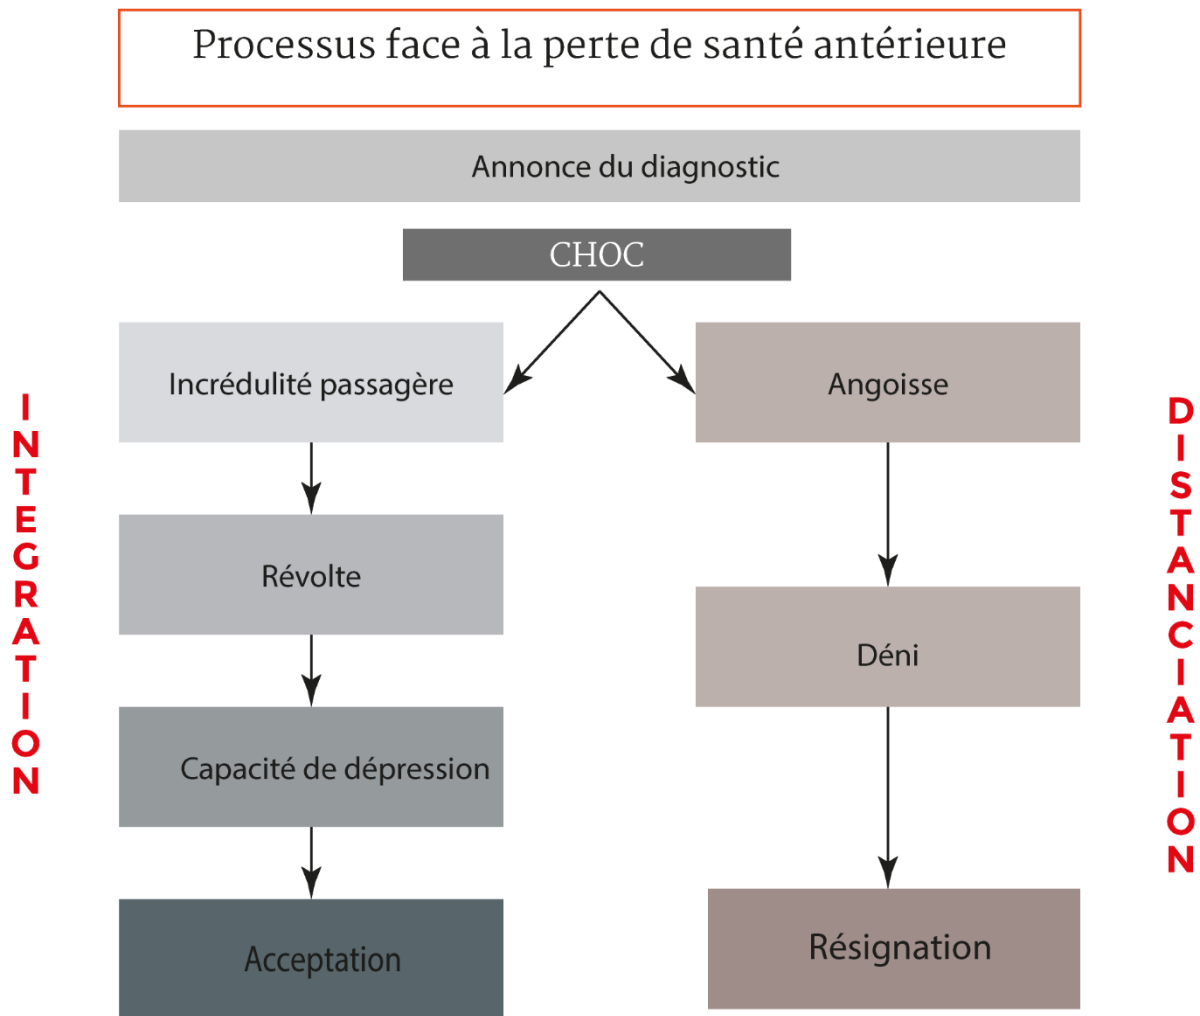 Processus face à la perte de santé antérieure
Annonce du diagnostic
CHOC
INTEGRATION
Incrédulité passagère
Révolte
Capacité de dépression
Acceptation
Angoisse
Déni
Résignation
DISTANCIATION